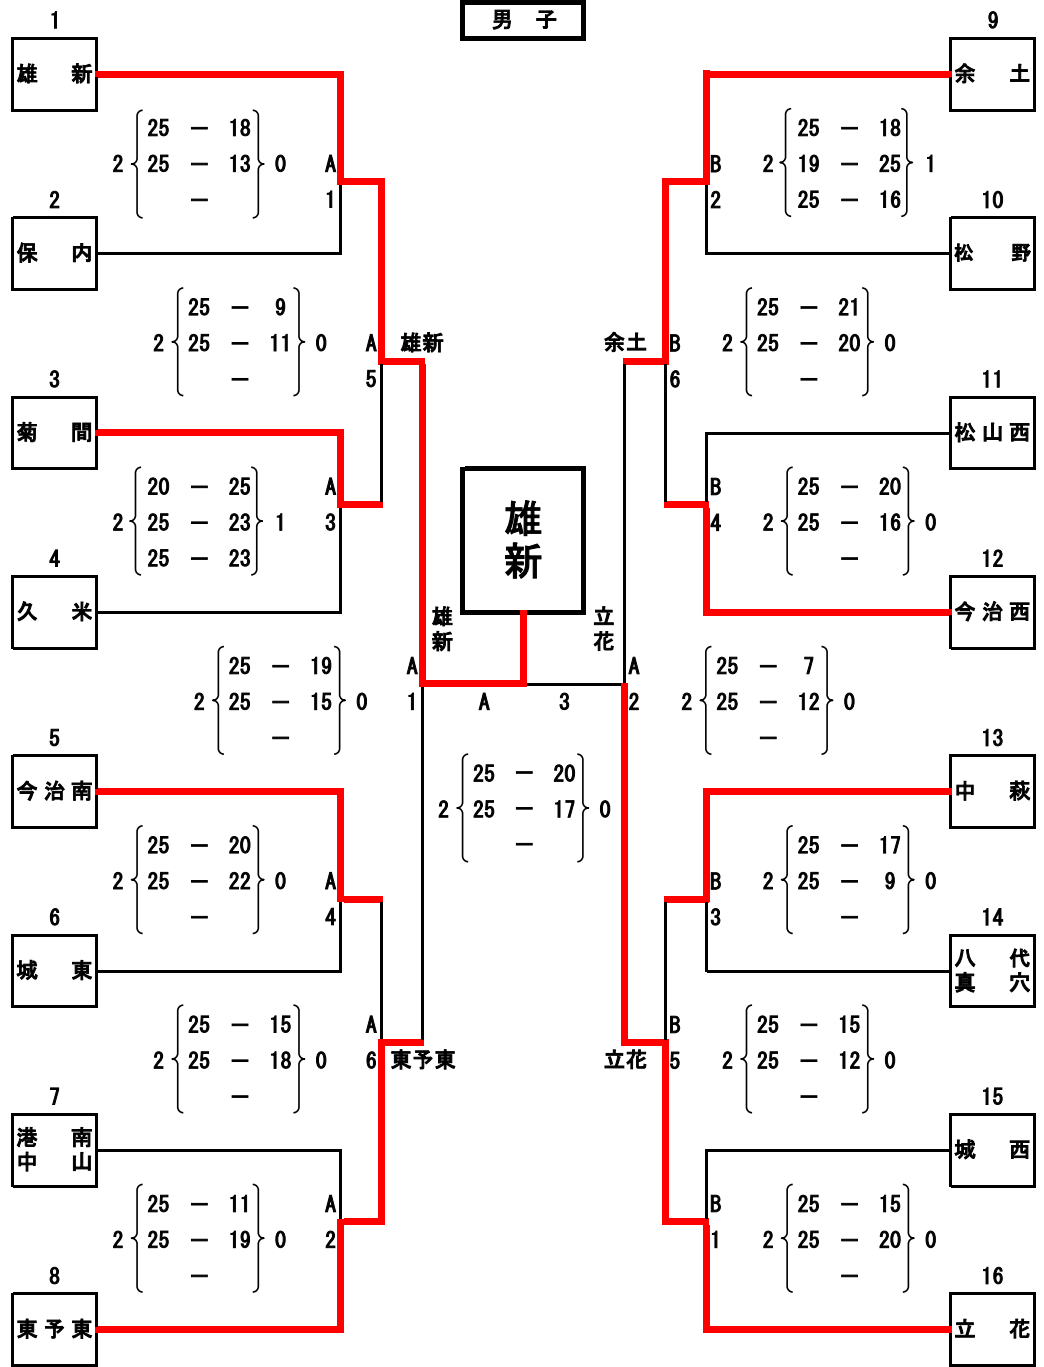 男 子
1
雄 新
25 － 18
2 25 － 13 0
－
A
1
2
保 内
25 － 9
2 25 － 11 0
－
A
5
雄新
3
菊 間
20 － 25
2 25 － 23 1
25 － 23
A
3
4
久 米
25 － 19
2 25 － 15 0
－
A
1
雄新
5
今 治 南
25 － 20
2 25 － 22 0
－
A
4
6
城 東
25 － 15
2 25 － 18 0
－
A
6
東予東
7
港 南
中 山
25 － 11
2 25 － 19 0
－
A
2
8
東 予 東
雄
新
A 3
25 － 20
2 25 － 17 0
－
9
余 土
25 － 18
2 19 － 25 1
25 － 16
B
2
10
松 野
25 － 21
2 25 － 20 0
－
余土
B
6
11
松 山 西
25 － 20
2 25 － 16 0
－
B
4
12
今 治 西
立花
A
2
25 － 7
2 25 － 12 0
－
13
中 萩
25 － 17
2 25 － 9 0
－
B
3
14
八 代
真 穴
25 － 15
2 25 － 12 0
－
立花
B
5
15
城 西
25 － 15
2 25 － 20 0
－
B
1
16
立 花